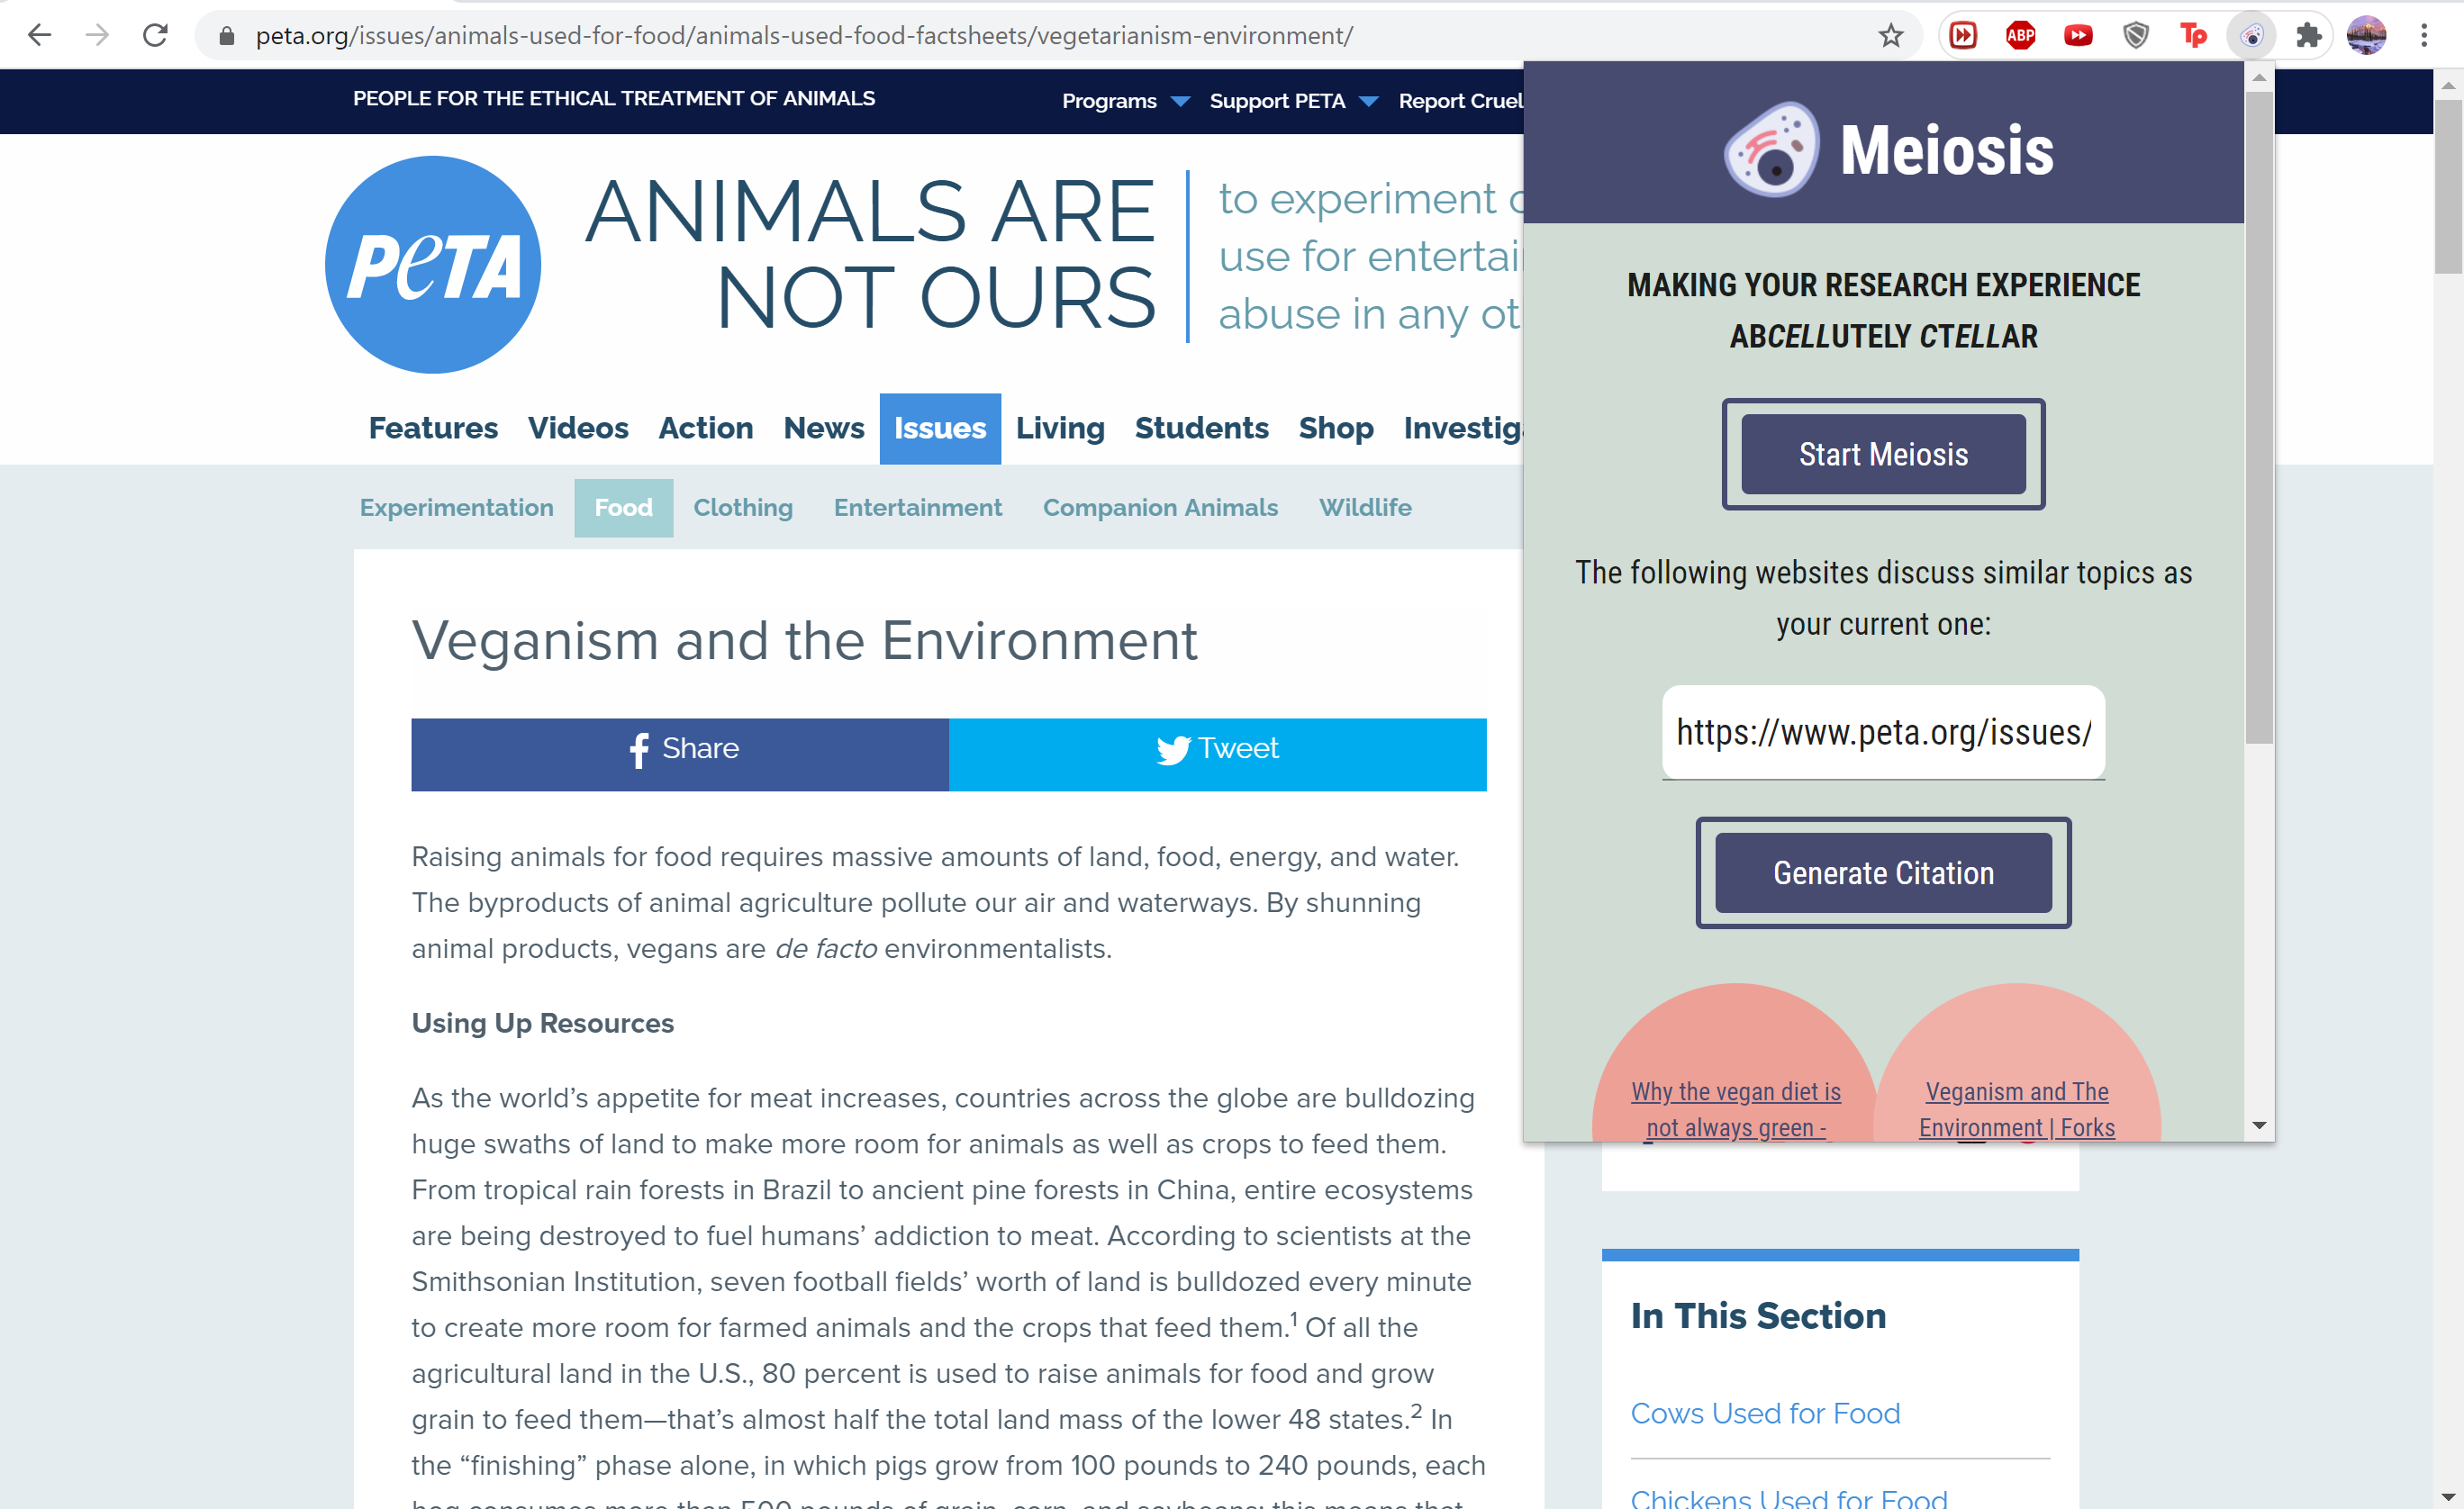 peta.org/issues/animals-used-for-food/animals-used-food-factsheets/vegetarianism-environment/
ABP
Tp
PEOPLE FOR THE ETHICAL TREATMENT OF ANIMALS
Programs Support PETA Report Cruel
PeTA
ANIMALS ARE
NOT OURS
to experiment
use for entertai
abuse in any ot
Features Videos Action News Issues Living Students Shop Investig
Experimentation Food Clothing Entertainment Companion Animals Wildlife
Veganism and the Environment
Share
Tweet
Raising animals for food requires massive amounts of land, food, energy, and water.
The byproducts of animal agriculture pollute our air and waterways. By shunning
animal products, vegans are de facto environmentalists.
Using Up Resources
As the world’s appetite for meat increases, countries across the globe are bulldozing
huge swaths of land to make more room for animals as well as crops to feed them.
From tropical rain forests in Brazil to ancient pine forests in China, entire ecosystems
are being destroyed to fuel humans’ addiction to meat. According to scientists at the
Smithsonian Institution, seven football fields’ worth of land is bulldozed every minute
to create more room for farmed animals and the crops that feed them.1 Of all the
agricultural land in the U.S., 80 percent is used to raise animals for food and grow
grain to feed them—that’s almost half the total land mass of the lower 48 states.2 In
the “finishing” phase alone, in which pigs grow from 100 pounds to 240 pounds, each
hog consumes more than 500 pounds of grain, corn, and soybeans; this means that
Meiosis
MAKING YOUR RESEARCH EXPERIENCE
ABCELLUTELY CTELLAR
Start Meiosis
The following websites discuss similar topics as
your current one:
https://www.peta.org/issues/
Generate Citation
Why the vegan diet is
not always green -
Veganism and The
Environment | Forks
In This Section
Cows Used for Food
Chickens Used for Food